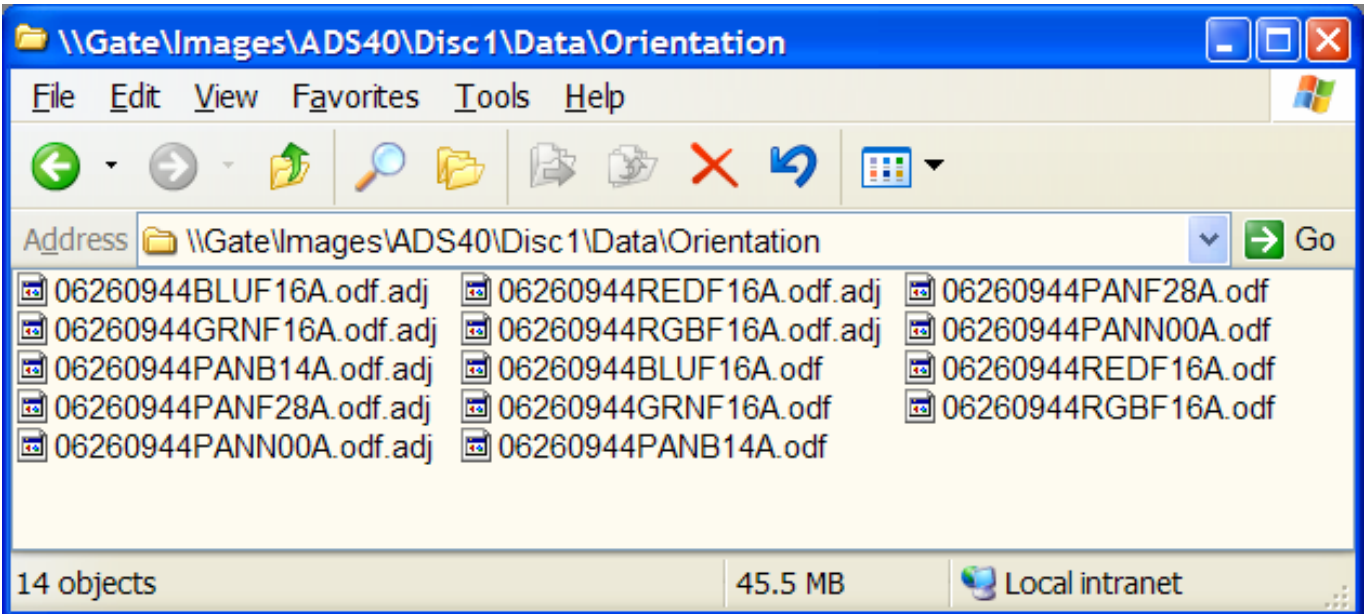 \\Gate\Images\ADS40\Disc1\Data\Orientation
File Edit View Favorites Tools Help
Address \\Gate\Images\ADS40\Disc1\Data\Orientation Go
06260944BLUF16A.odf.adj 06260944REDF16A.odf.adj 06260944PANF28A.odf
06260944GRNF16A.odf.adj 06260944RGBF16A.odf.adj 06260944PANN00A.odf
06260944PANB14A.odf.adj 06260944BLUF16A.odf 06260944REDF16A.odf
06260944PANF28A.odf.adj 06260944GRNF16A.odf 06260944RGBF16A.odf
06260944PANN00A.odf.adj 06260944PANB14A.odf
14 objects 45.5 MB Local intranet